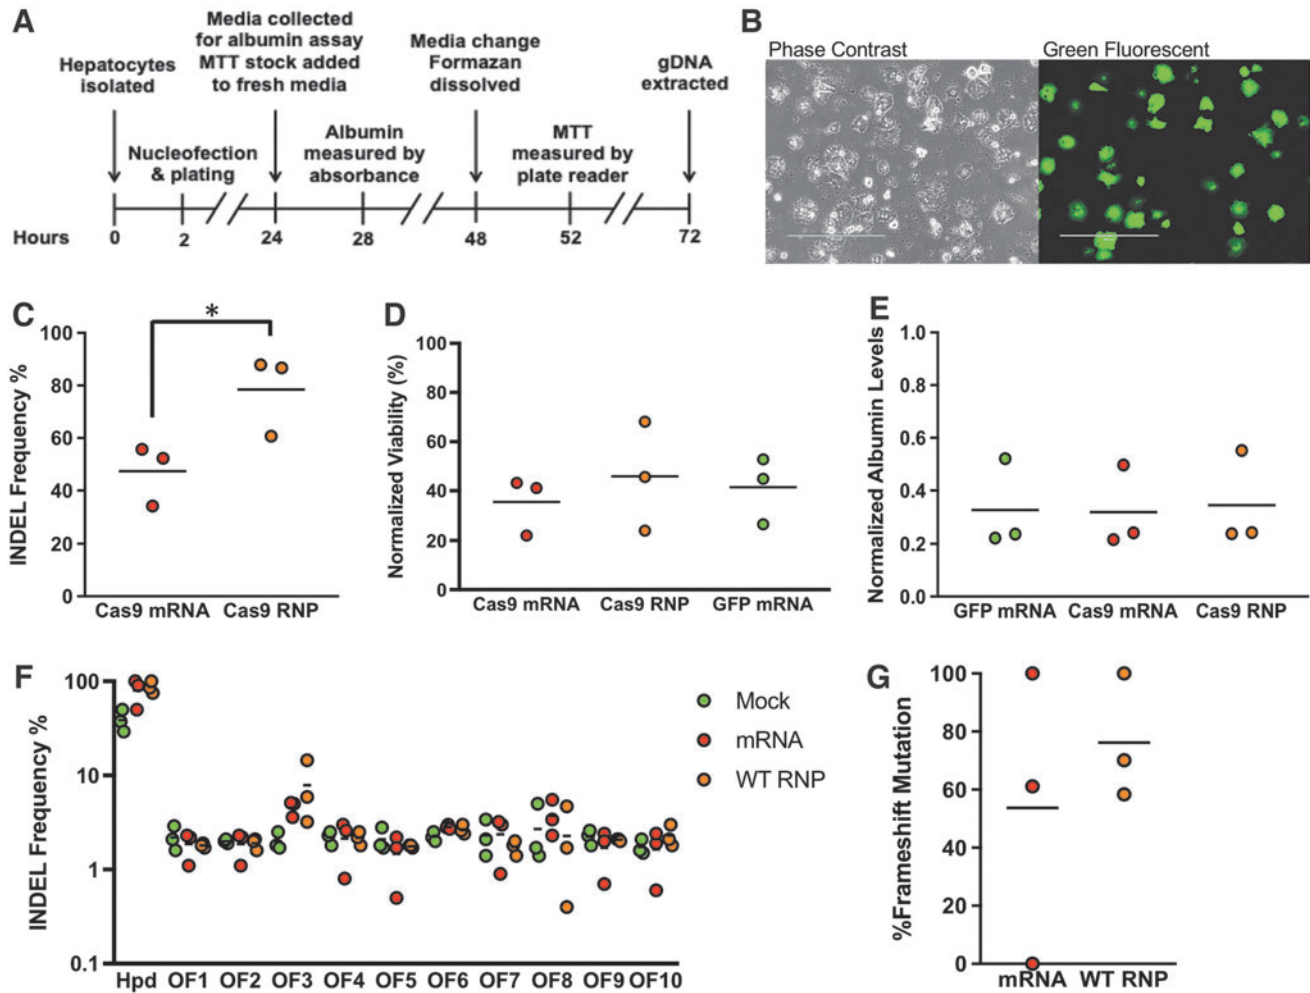 A
Hepatocytes
isolated
Media collected
for albumin assay
MTT stock added
to fresh media
Media change
Formazan
dissolved
gDNA
extracted
Nucleofection
& plating
Albumin
measured by
absorbance
MTT
measured by
plate reader
Hours
0
2
24
28
48
52
72
B
Phase Contrast
Green Fluorescent
C
*
INDEL Frequency %
100
80
60
40
20
0
Cas9 mRNA
Cas9 RNP
D
Normalized Viability (%)
100
80
60
40
20
0
Cas9 mRNA
Cas9 RNP
GFP mRNA
E
Normalized Albumin Levels
1.0
0.8
0.6
0.4
0.2
0.0
GFP mRNA
Cas9 mRNA
Cas9 RNP
F
INDEL Frequency %
100
10
1
0.1
Hpd
OF1
OF2
OF3
OF4
OF5
OF6
OF7
OF8
OF9
OF10
Mock
mRNA
WT RNP
G
%Frameshift Mutation
100
80
60
40
20
0
mRNA
WT RNP